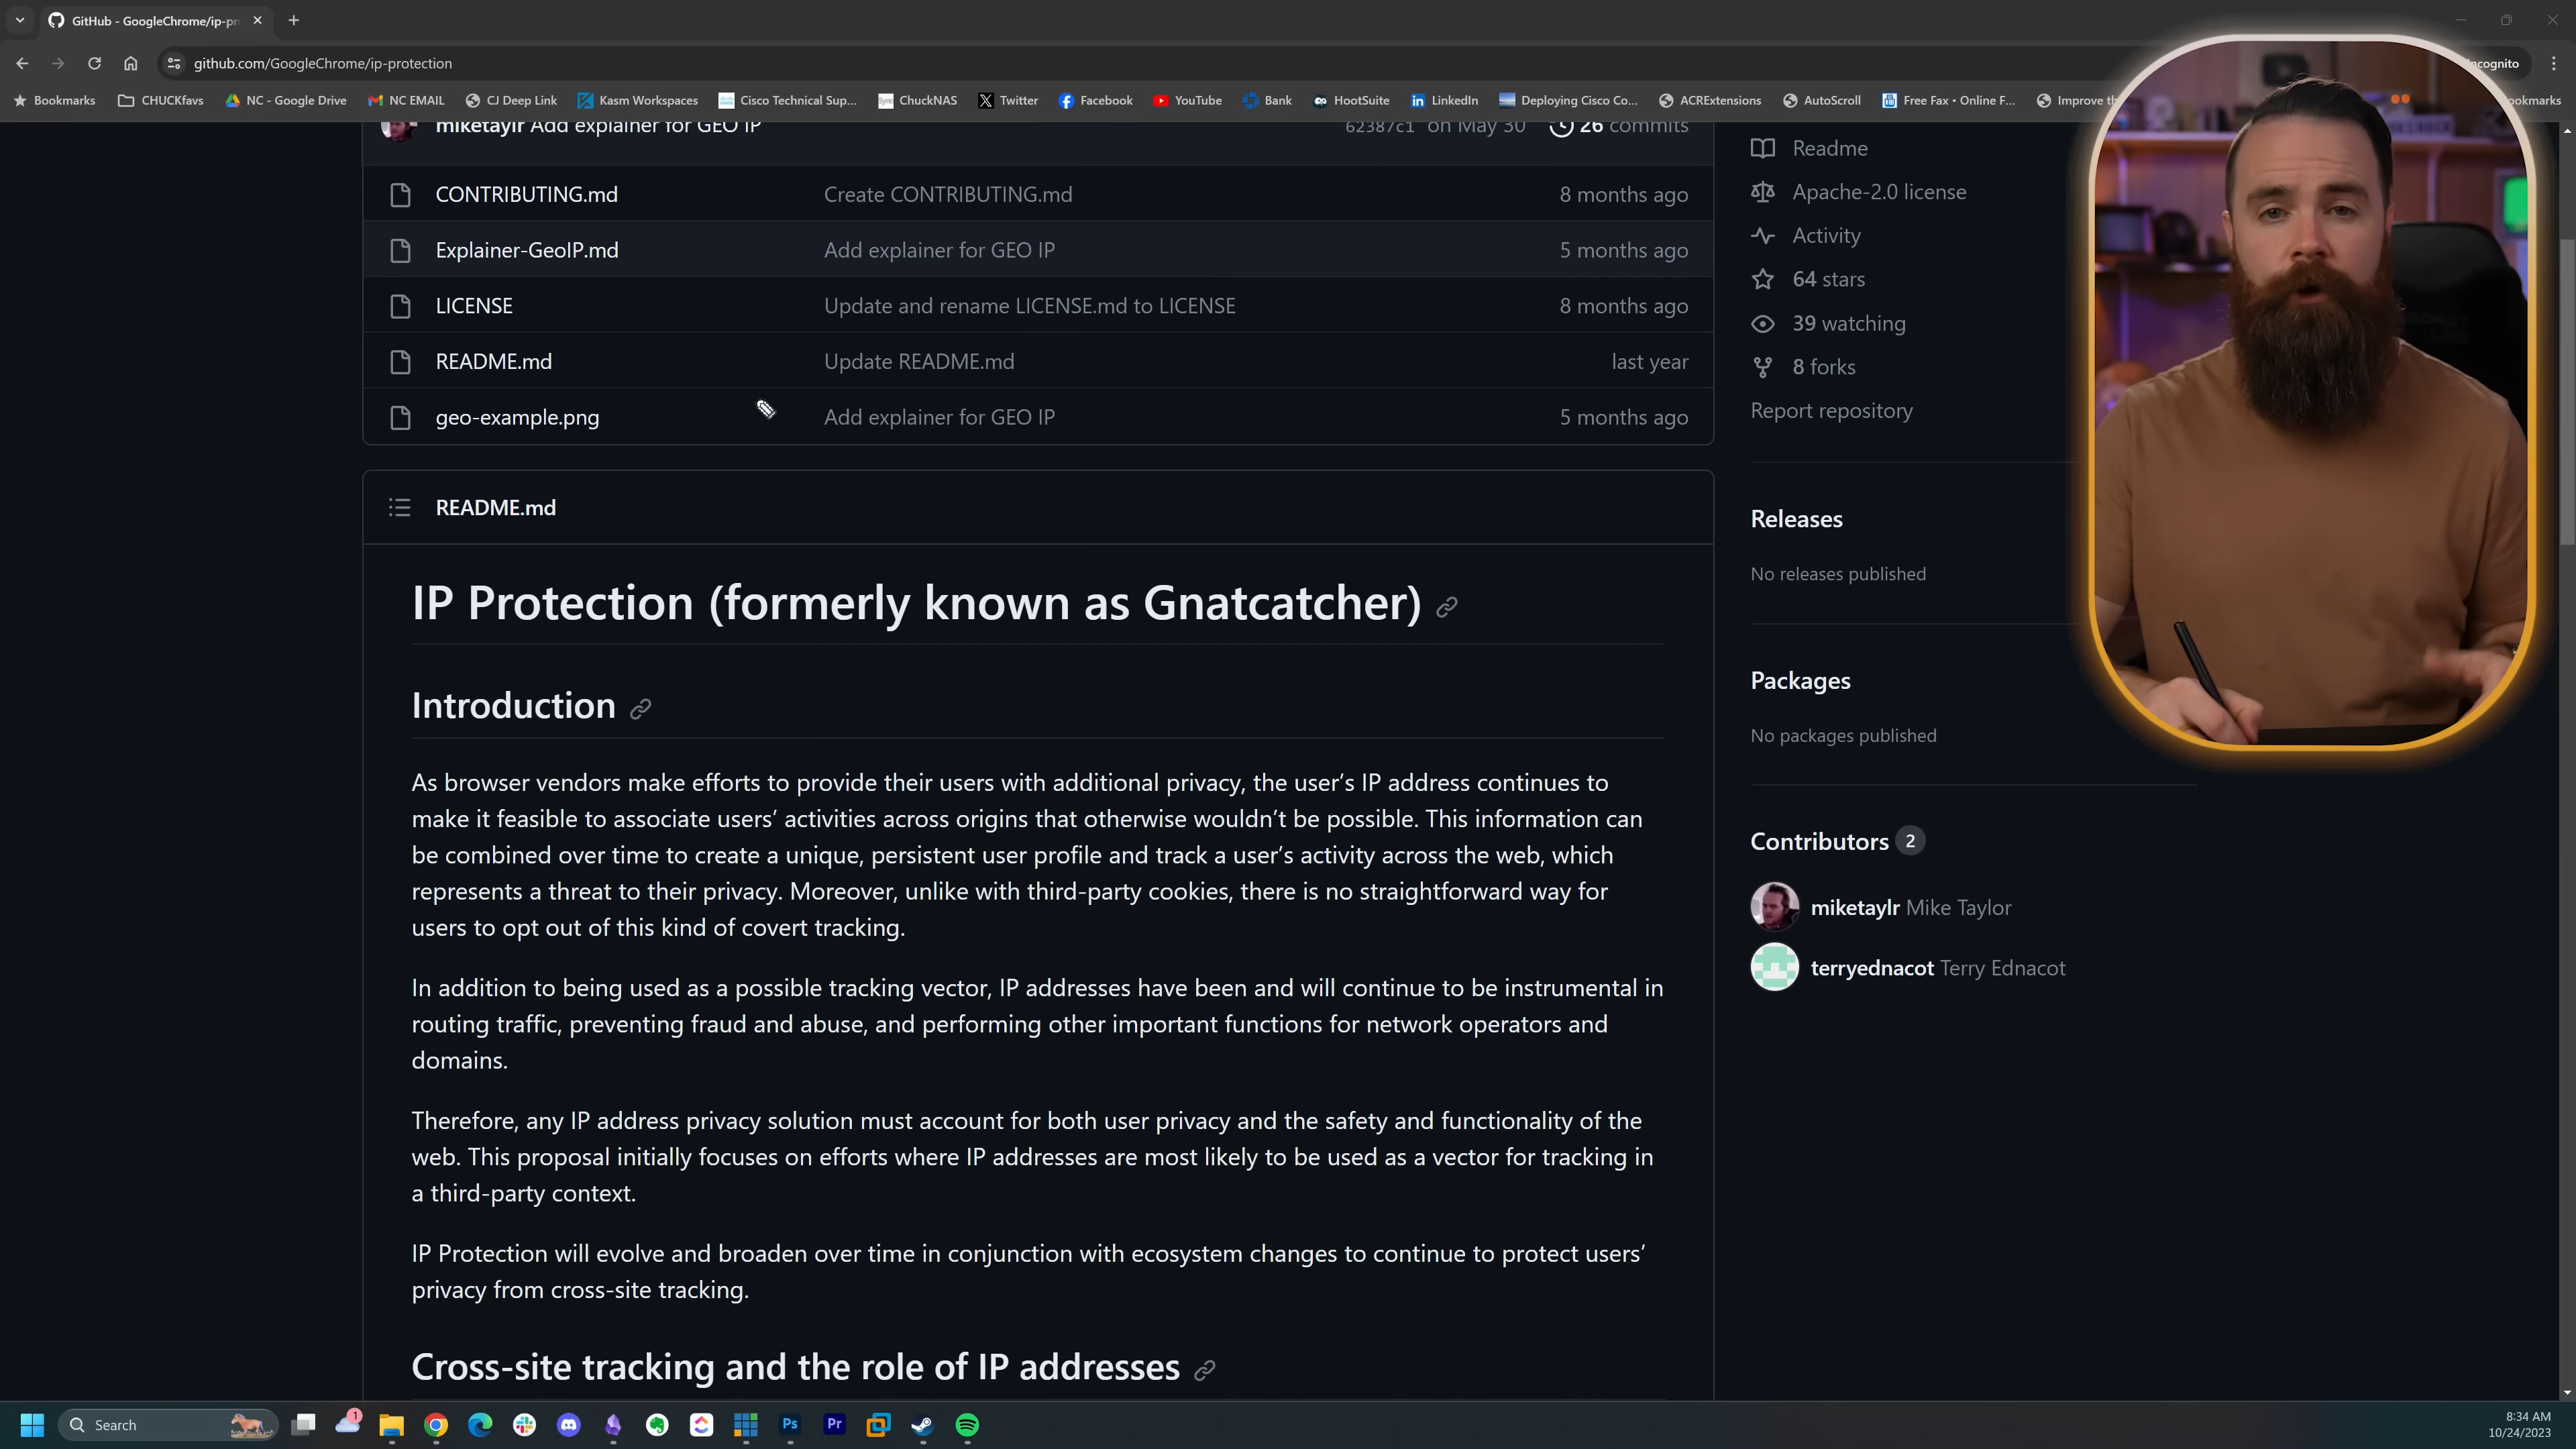 GitHub - GoogleChrome/ip-pr
github.com/GoogleChrome/ip-protection
Incognito
Bookmarks CHUCKfavs NC - Google Drive NC EMAIL CJ Deep Link Kasm Workspaces Cisco Technical Sup... ChuckNAS Twitter Facebook YouTube Bank HootSuite LinkedIn Deploying Cisco Co... ACRExtensions AutoScroll Free Fax • Online F... Improve th ookmarks
miketaylr Add explainer for GEO IP 62387c1 on May 30 26 commits
CONTRIBUTING.md Create CONTRIBUTING.md 8 months ago
Explainer-GeoIP.md Add explainer for GEO IP 5 months ago
LICENSE Update and rename LICENSE.md to LICENSE 8 months ago
README.md Update README.md last year
geo-example.png Add explainer for GEO IP 5 months ago
README.md
IP Protection (formerly known as Gnatcatcher)
Introduction
As browser vendors make efforts to provide their users with additional privacy, the user’s IP address continues to
make it feasible to associate users’ activities across origins that otherwise wouldn’t be possible. This information can
be combined over time to create a unique, persistent user profile and track a user’s activity across the web, which
represents a threat to their privacy. Moreover, unlike with third-party cookies, there is no straightforward way for
users to opt out of this kind of covert tracking.
In addition to being used as a possible tracking vector, IP addresses have been and will continue to be instrumental in
routing traffic, preventing fraud and abuse, and performing other important functions for network operators and
domains.
Therefore, any IP address privacy solution must account for both user privacy and the safety and functionality of the
web. This proposal initially focuses on efforts where IP addresses are most likely to be used as a vector for tracking in
a third-party context.
IP Protection will evolve and broaden over time in conjunction with ecosystem changes to continue to protect users’
privacy from cross-site tracking.
Cross-site tracking and the role of IP addresses
Readme
Apache-2.0 license
Activity
64 stars
39 watching
8 forks
Report repository
Releases
No releases published
Packages
No packages published
Contributors 2
miketaylr Mike Taylor
terryednacot Terry Ednacot
Search
1
Ps
Pr
8:34 AM
10/24/2023